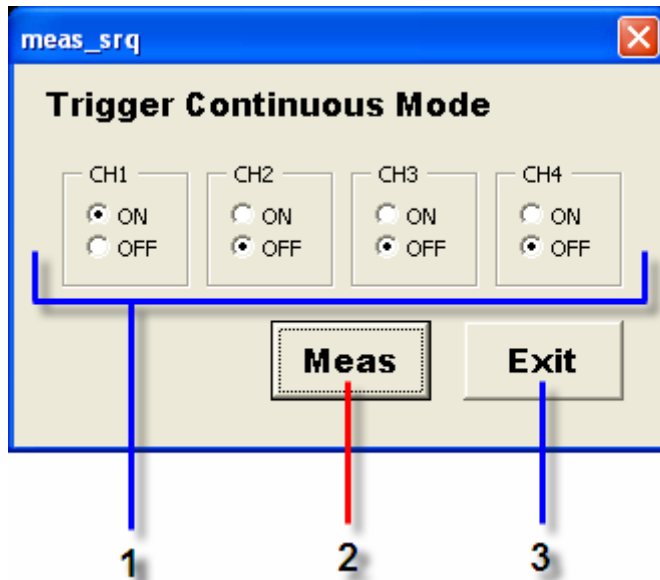 meas_srq
Trigger Continuous Mode
CH1 CH2 CH3 CH4
ON ON ON ON
OFF OFF OFF OFF
Meas Exit
1 2 3